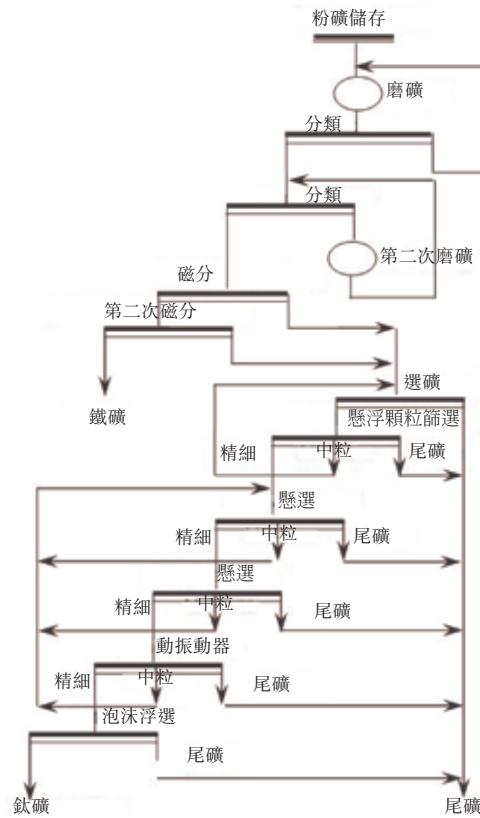 粉礦儲存
磨礦
分類
分類
第二次磨礦
磁分
第二次磁分
選礦
鐵礦
懸浮顆粒篩選
精細
中粒
尾礦
懸選
精細
中粒
尾礦
懸選
精細
中粒
尾礦
動振動器
精細
中粒
尾礦
泡沫浮選
尾礦
鈦礦
尾礦